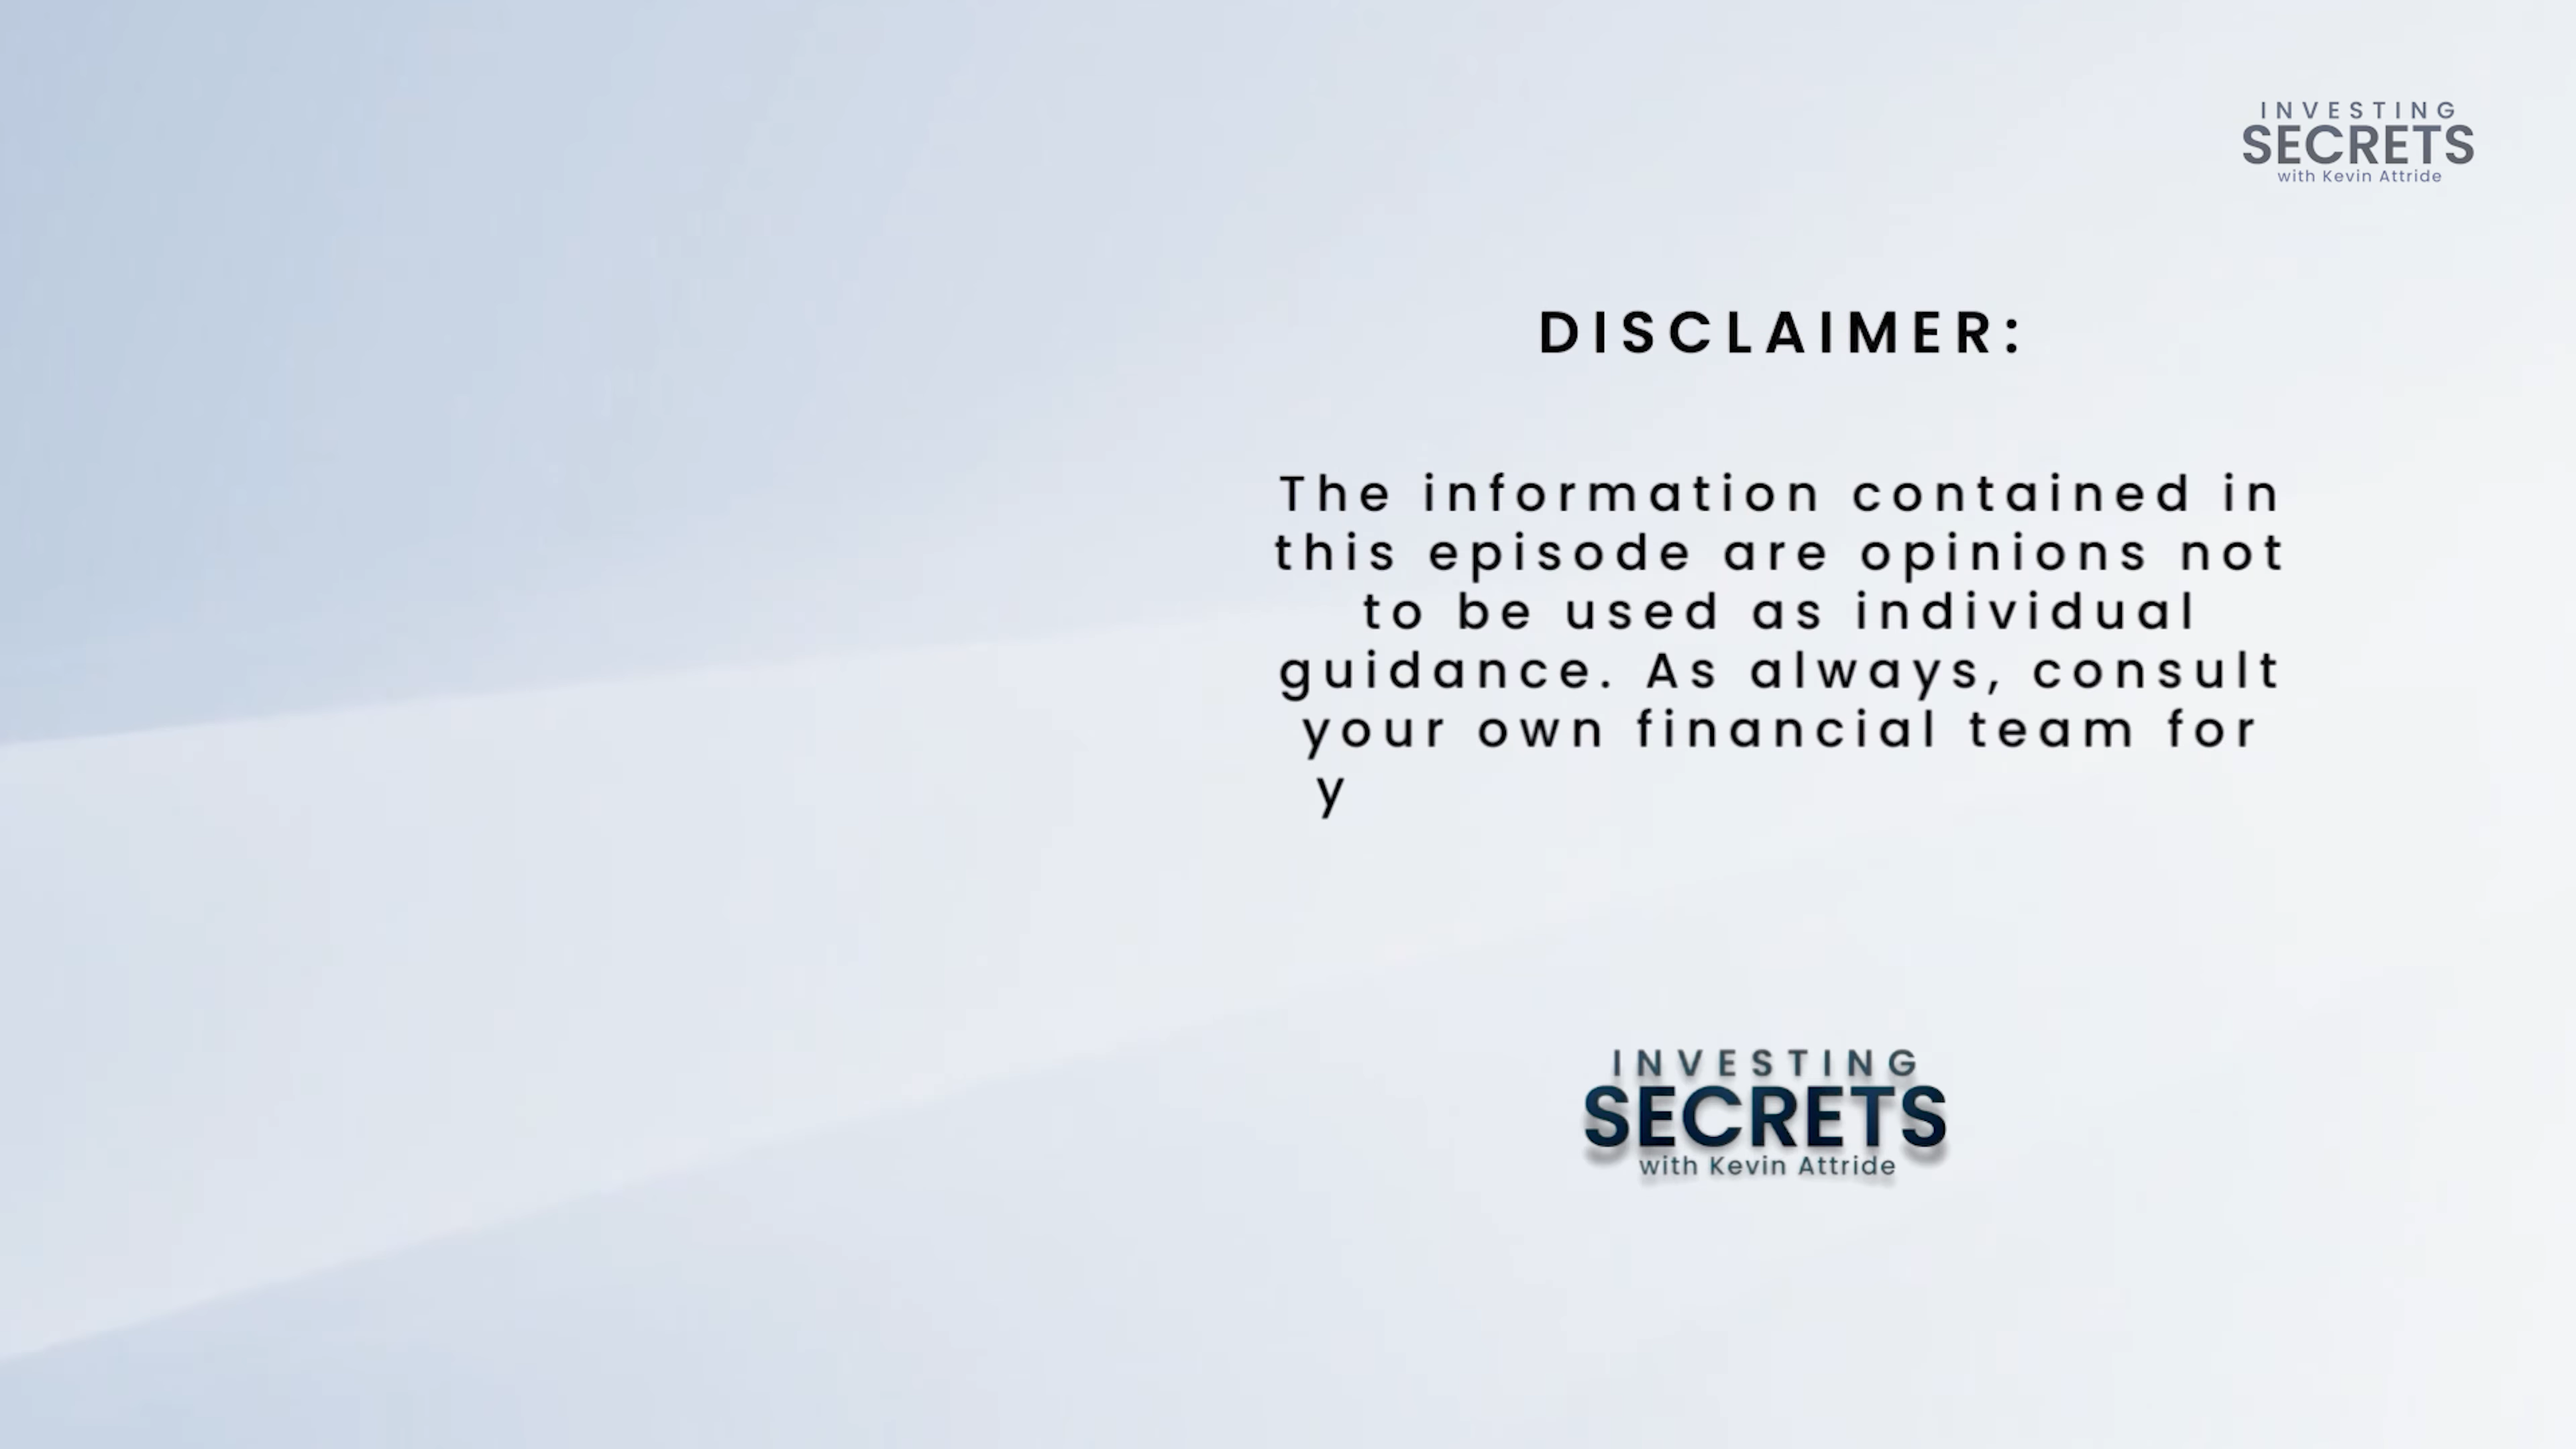 INVESTING
SECRETS
with Kevin Attride
DISCLAIMER:
The information contained in
this episode are opinions not
to be used as individual
guidance. As always, consult
your own financial team for
y
INVESTING
SECRETS
with Kevin Attride